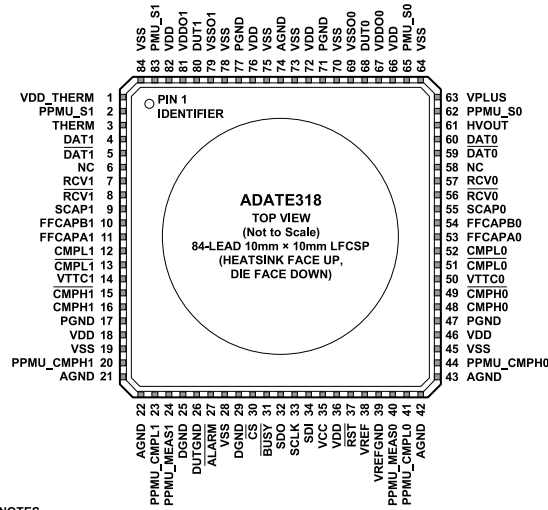 84 VSS
83 PMU_S1
82 VDD
81 VDDO1
80 DUT1
79 VSSO1
78 VSS
77 PGND
76 VDD
75 VSS
74 AGND
73 VSS
72 VDD
71 PGND
70 VSS
69 VSSO0
68 DUT0
67 VDDO0
66 VDD
65 PMU_S0
64 VSS
VDD_THERM 1
PPMU_S1 2
THERM 3
DAT1 4
DAT1 5
NC 6
RCV1 7
RCV1 8
SCAP1 9
FFCAPB1 10
FFCAPA1 11
CMPL1 12
CMPL1 13
VTTC1 14
CMPH1 15
CMPH1 16
PGND 17
VDD 18
VSS 19
PPMU_CMPH1 20
AGND 21
PIN 1
IDENTIFIER
ADATE318
TOP VIEW
(Not to Scale)
84-LEAD 10mm × 10mm LFCSP
(HEATSINK FACE UP,
DIE FACE DOWN)
63 VPLUS
62 PPMU_S0
61 HVOUT
60 DAT0
59 DAT0
58 NC
57 RCV0
56 RCV0
55 SCAP0
54 FFCAPB0
53 FFCAPA0
52 CMPL0
51 CMPL0
50 VTTC0
49 CMPH0
48 CMPH0
47 PGND
46 VDD
45 VSS
44 PPMU_CMPH0
43 AGND
AGND 22
PPMU_CMPL1 23
PPMU_MEAS1 24
DGND 25
DUTGND 26
ALARM 27
VSS 28
DGND 29
CS 30
BUSY 31
SDO 32
SCLK 33
SDI 34
VCC 35
VDD 36
RST 37
VREF 38
VREFGND 39
PPMU_MEAS0 40
PPMU_CMPL0 41
AGND 42
NOTES